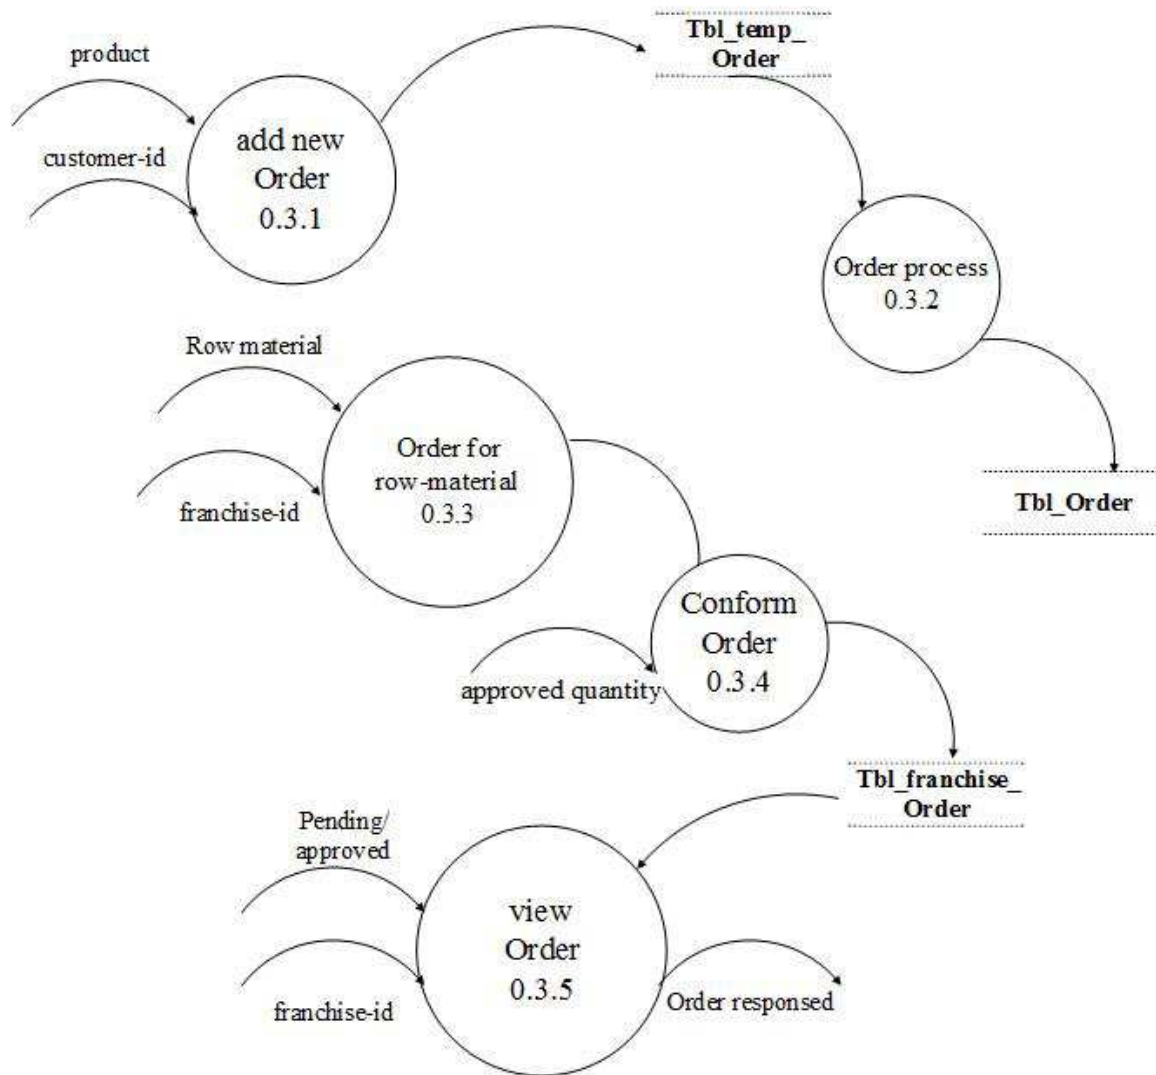 product
customer-id
add new
Order
0.3.1
Tbl_temp_
Order
Order process
0.3.2
Tbl_Order
Row material
franchise-id
Order for
row-material
0.3.3
approved quantity
Conform
Order
0.3.4
Tbl_franchise_
Order
Pending/
approved
franchise-id
view
Order
0.3.5
Order responsed